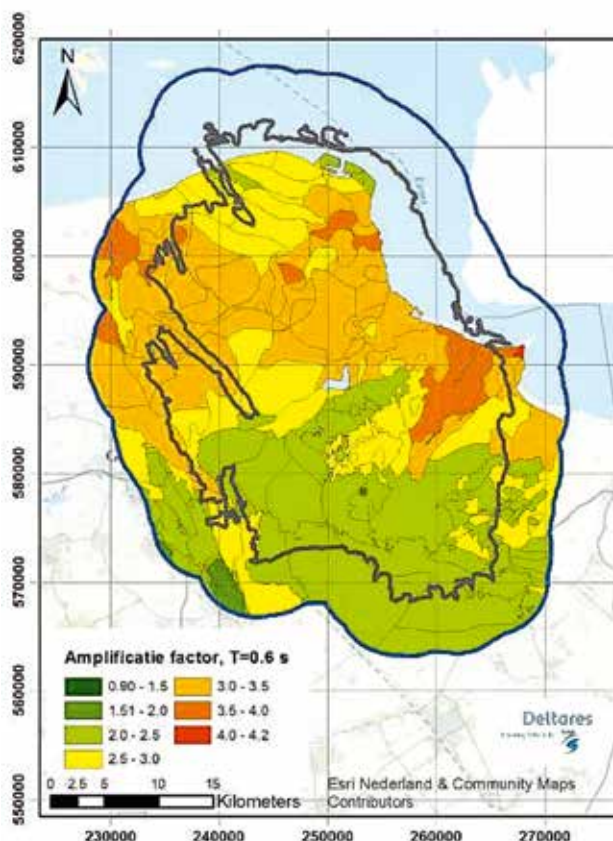 620000
610000
600000
590000
580000
570000
560000
550000
N
Amplificatie factor, T=0.6 s
0.90 - 1.5
1.51 - 2.0
2.0 - 2.5
2.5 - 3.0
3.0 - 3.5
3.5 - 4.0
4.0 - 4.2
Deltares
0 2.5 5 10 15
Kilometers
Esri Nederland & Community Maps
Contributors
230000 240000 250000 260000 270000